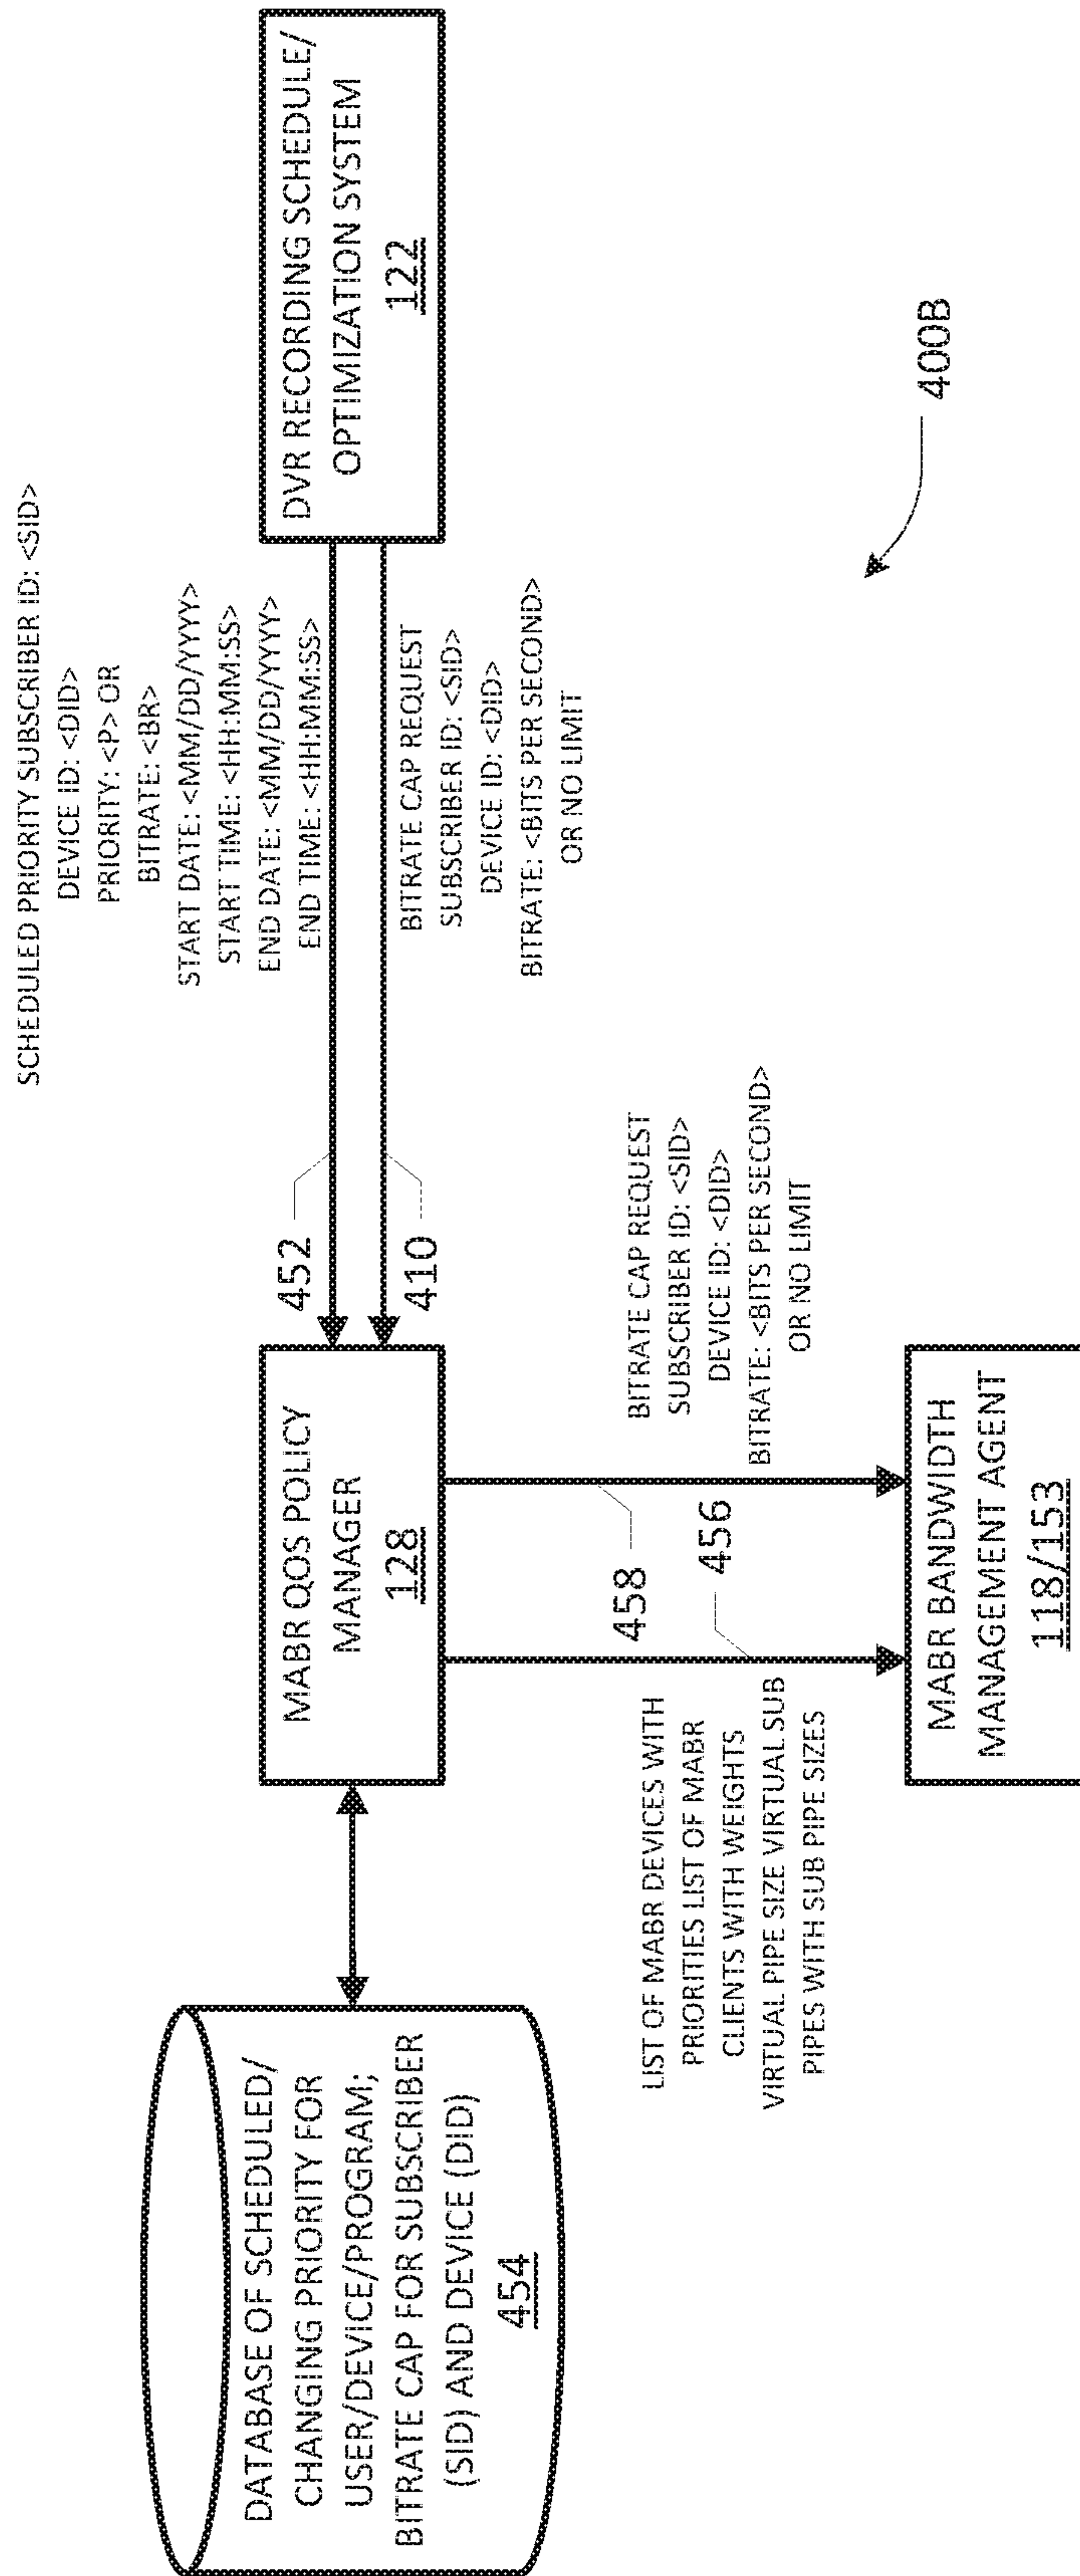 SCHEDULED PRIORITY SUBSCRIBER ID: <SID>
DEVICE ID: <DID>
PRIORITY: <P> OR
BITRATE: <BR>
START DATE: <MM/DD/YYYY>
START TIME: <HH:MM:SS>
END DATE: <MM/DD/YYYY>
END TIME: <HH:MM:SS>
DATABASE OF SCHEDULED/
CHANGING PRIORITY FOR
USER/DEVICE/PROGRAM;
BITRATE CAP FOR SUBSCRIBER
(SID) AND DEVICE (DID)
454
MABR QOS POLICY
MANAGER
128
452
410
DVR RECORDING SCHEDULE/
OPTIMIZATION SYSTEM
122
BITRATE CAP REQUEST
SUBSCRIBER ID: <SID>
DEVICE ID: <DID>
BITRATE: <BITS PER SECOND>
OR NO LIMIT
LIST OF MABR DEVICES WITH
PRIORITIES LIST OF MABR
CLIENTS WITH WEIGHTS
VIRTUAL PIPE SIZE VIRTUAL SUB
PIPES WITH SUB PIPE SIZES
458
456
BITRATE CAP REQUEST
SUBSCRIBER ID: <SID>
DEVICE ID: <DID>
BITRATE: <BITS PER SECOND>
OR NO LIMIT
MABR BANDWIDTH
MANAGEMENT AGENT
118/153
400B